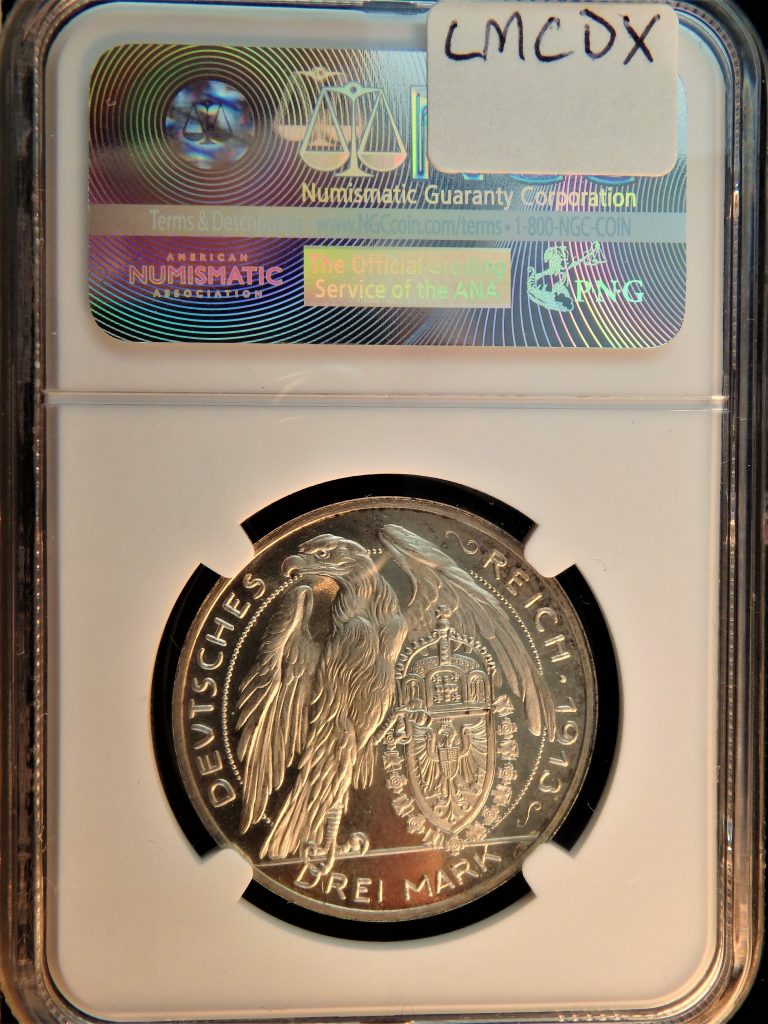 CMCDX
Numismatic Guaranty Corporation
Terms & Descriptions • www.NGCcoin.com/terms • 1-800-NGC-COIN
AMERICAN
NUMISMATIC
ASSOCIATION
The Official Grading
Service of the ANA
PNG
DEVTSCHES REICH · 1913
DREI MARK